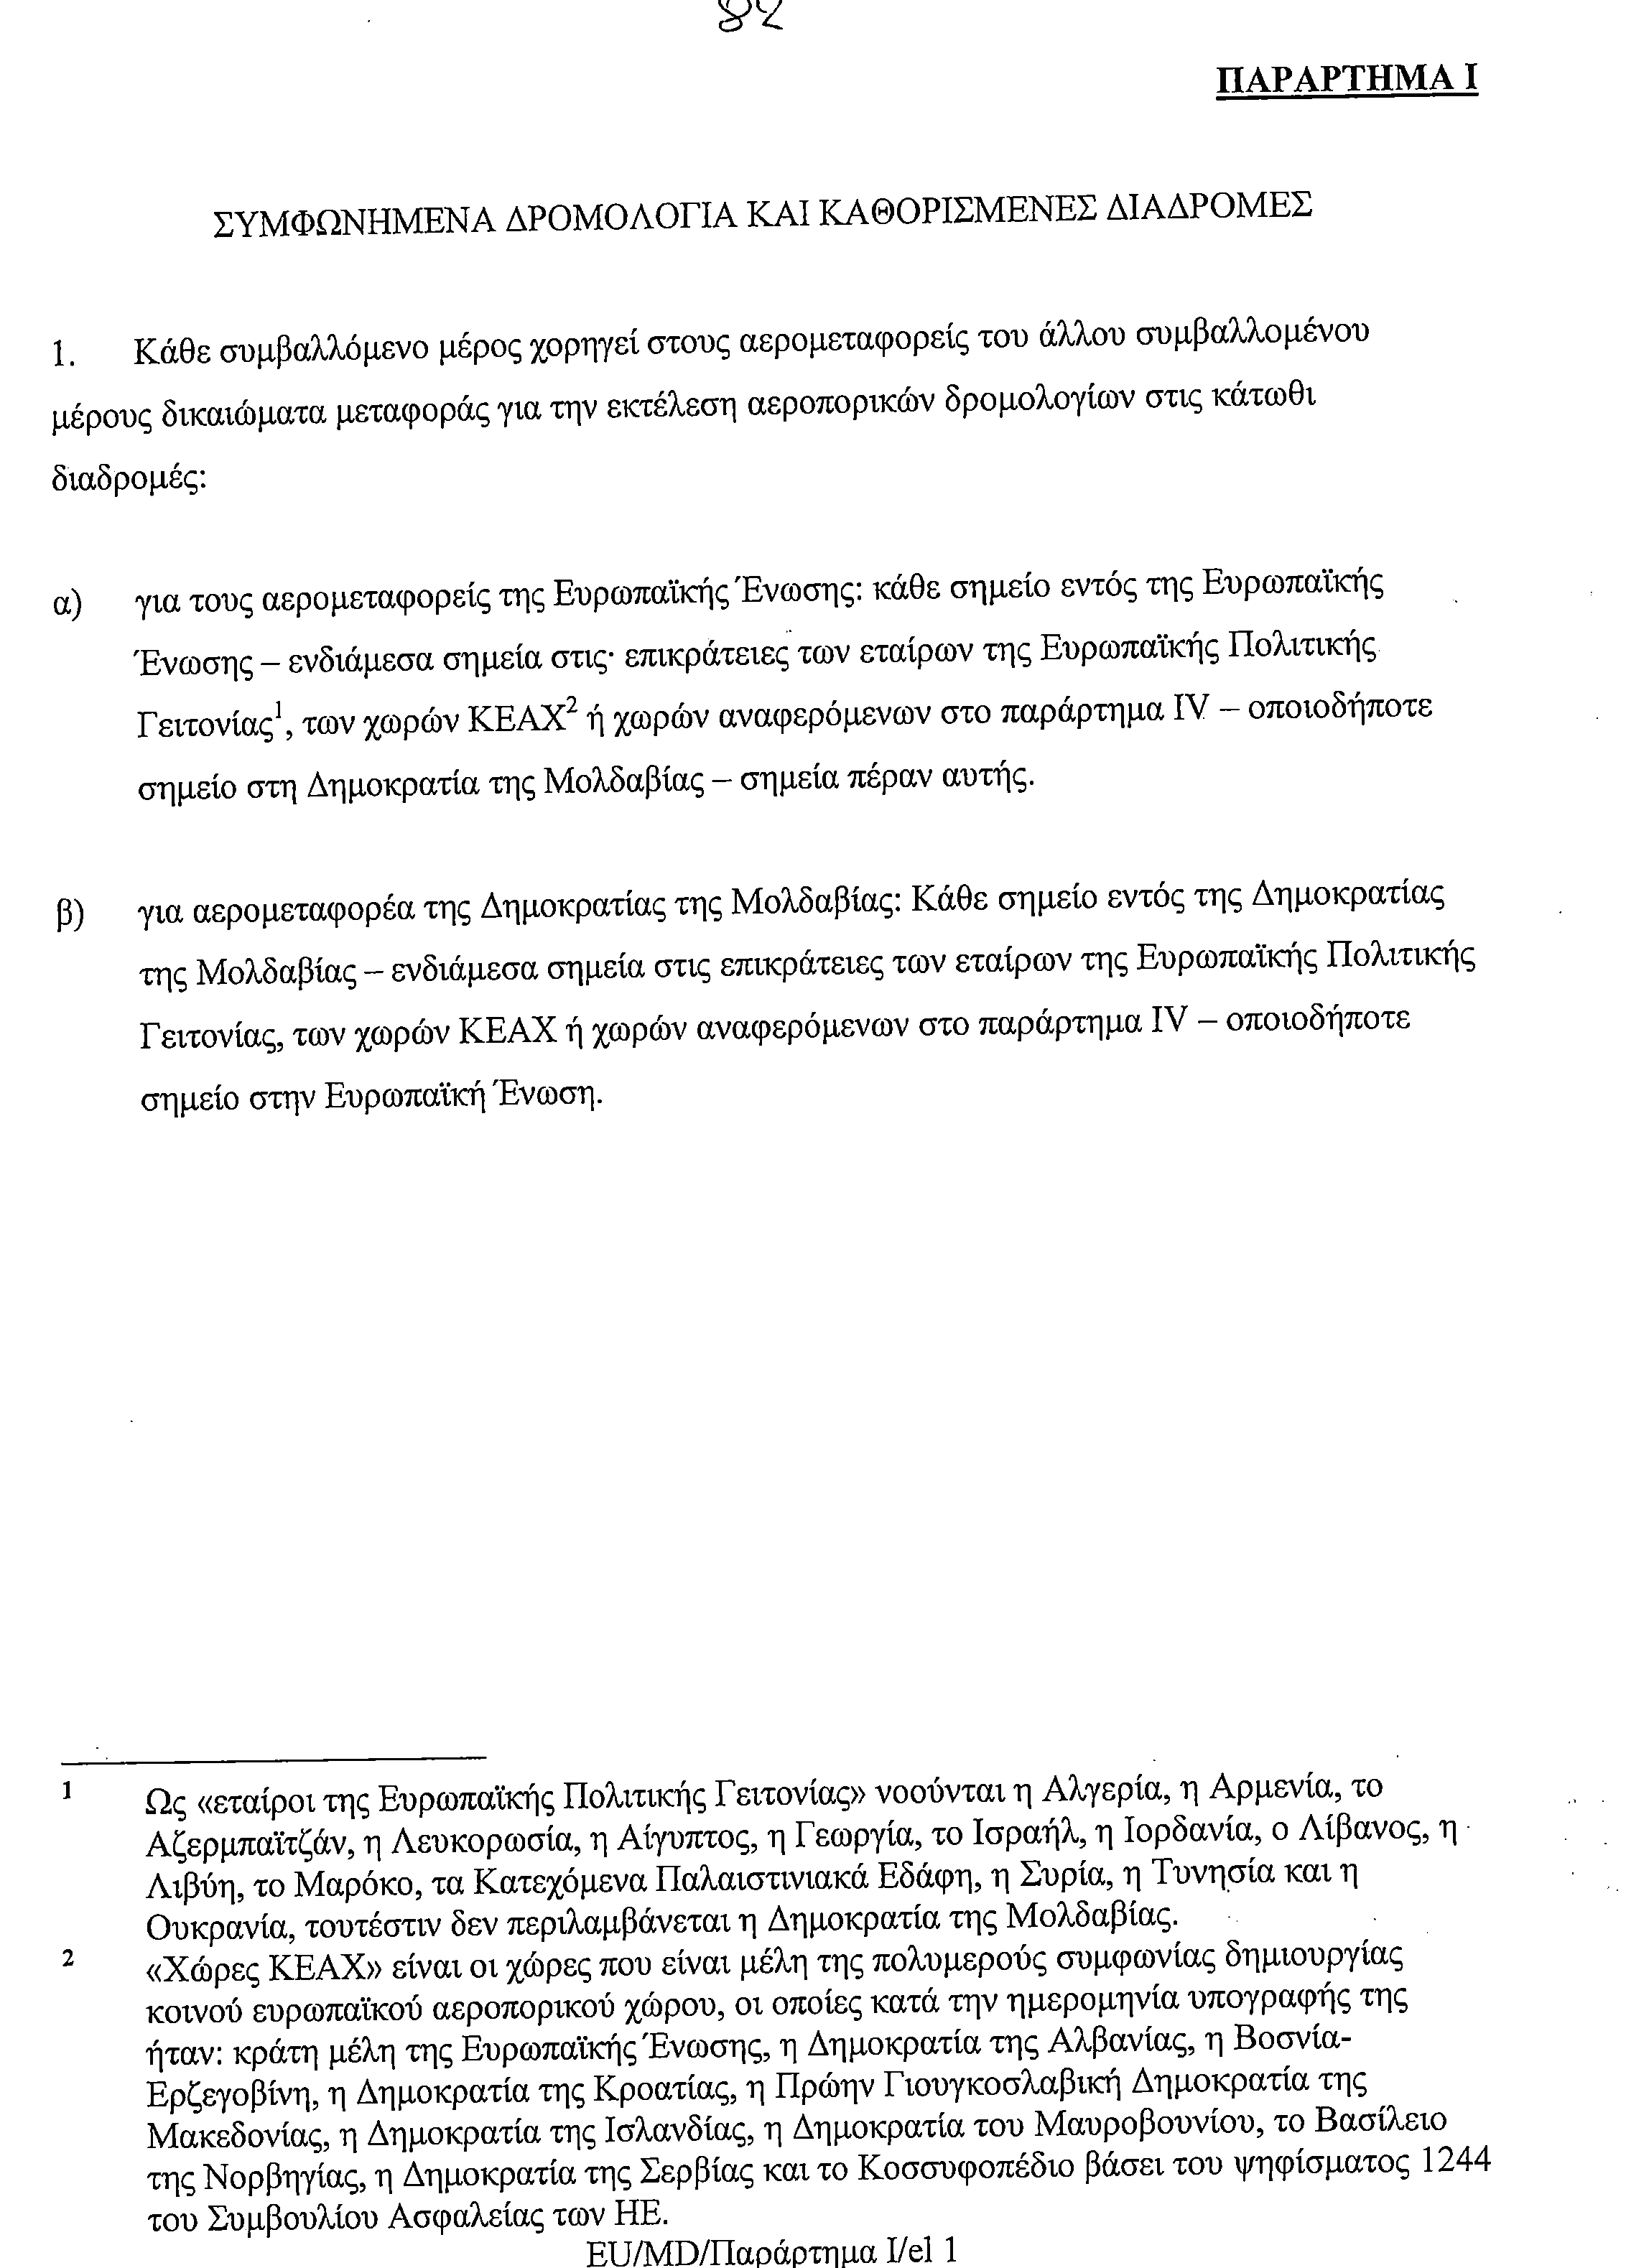 82
ΠΑΡΑΡΤΗΜΑ Ι
ΣΥΜΦΩΝΗΜΕΝΑ ΔΡΟΜΟΛΟΓΙΑ ΚΑΙ ΚΑΘΟΡΙΣΜΕΝΕΣ ΔΙΑΔΡΟΜΕΣ
1. Κάθε συμβαλλόμενο μέρος χορηγεί στους αερομεταφορείς του άλλου συμβαλλομένου
μέρους δικαιώματα μεταφοράς για την εκτέλεση αεροπορικών δρομολογίων στις κάτωθι
διαδρομές:
α) για τους αερομεταφορείς της Ευρωπαϊκής Ένωσης: κάθε σημείο εντός της Ευρωπαϊκής
Ένωσης – ενδιάμεσα σημεία στις· επικράτειες των εταίρων της Ευρωπαϊκής Πολιτικής
Γειτονίας1, των χωρών ΚΕΑΧ2 ή χωρών αναφερόμενων στο παράρτημα IV – οποιοδήποτε
σημείο στη Δημοκρατία της Μολδαβίας – σημεία πέραν αυτής.
β) για αερομεταφορέα της Δημοκρατίας της Μολδαβίας: Κάθε σημείο εντός της Δημοκρατίας
της Μολδαβίας – ενδιάμεσα σημεία στις επικράτειες των εταίρων της Ευρωπαϊκής Πολιτικής
Γειτονίας, των χωρών ΚΕΑΧ ή χωρών αναφερόμενων στο παράρτημα IV – οποιοδήποτε
σημείο στην Ευρωπαϊκή Ένωση.
1 Ως «εταίροι της Ευρωπαϊκής Πολιτικής Γειτονίας» νοούνται η Αλγερία, η Αρμενία, το
Αζερμπαϊτζάν, η Λευκορωσία, η Αίγυπτος, η Γεωργία, το Ισραήλ, η Ιορδανία, ο Λίβανος, η
Λιβύη, το Μαρόκο, τα Κατεχόμενα Παλαιστινιακά Εδάφη, η Συρία, η Τυνησία και η
Ουκρανία, τουτέστιν δεν περιλαμβάνεται η Δημοκρατία της Μολδαβίας.
2 «Χώρες ΚΕΑΧ» είναι οι χώρες που είναι μέλη της πολυμερούς συμφωνίας δημιουργίας
κοινού ευρωπαϊκού αεροπορικού χώρου, οι οποίες κατά την ημερομηνία υπογραφής της
ήταν: κράτη μέλη της Ευρωπαϊκής Ένωσης, η Δημοκρατία της Αλβανίας, η Βοσνία-
Ερζεγοβίνη, η Δημοκρατία της Κροατίας, η Πρώην Γιουγκοσλαβική Δημοκρατία της
Μακεδονίας, η Δημοκρατία της Ισλανδίας, η Δημοκρατία του Μαυροβουνίου, το Βασίλειο
της Νορβηγίας, η Δημοκρατία της Σερβίας και το Κοσσυφοπέδιο βάσει του ψηφίσματος 1244
του Συμβουλίου Ασφαλείας των ΗΕ.
EU/MD/Παράρτημα I/el 1